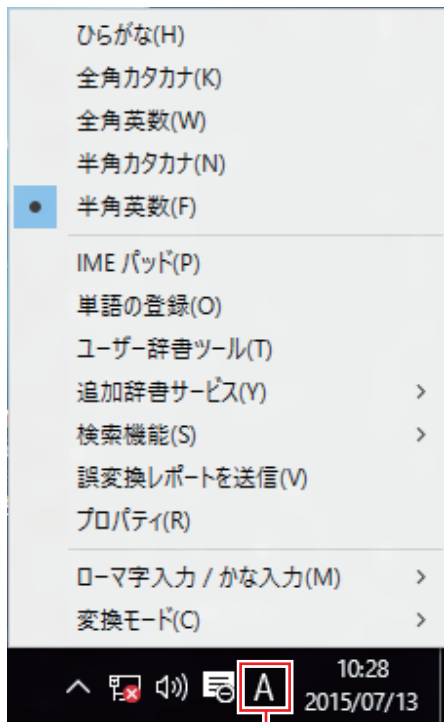 ひらがな(H)
全角カタカナ(K)
全角英数(W)
半角カタカナ(N)
半角英数(F)
IME パッド(P)
単語の登録(O)
ユーザー辞書ツール(T)
追加辞書サービス(Y)
検索機能(S)
誤変換レポートを送信(V)
プロパティ(R)
ローマ字入力 / かな入力(M)
変換モード(C)
A
10:28
2015/07/13